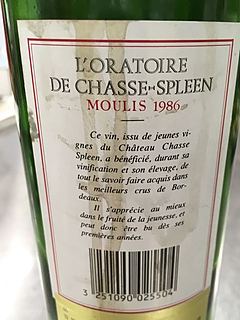 L'ORATOIRE
DE CHASSE-SPLEEN
MOULIS 1986
Ce vin, issu de jeunes vi-
gnes du Château Chasse
Spleen, a bénéficié, durant sa
vinification et son élevage, de
tout le savoir faire acquis dans
les meilleurs crus de Bor-
deaux.
Il s'apprécie au mieux
dans le fruité de la jeunesse, et
peut donc être bu dès ses
premières années.
3 251090 025504